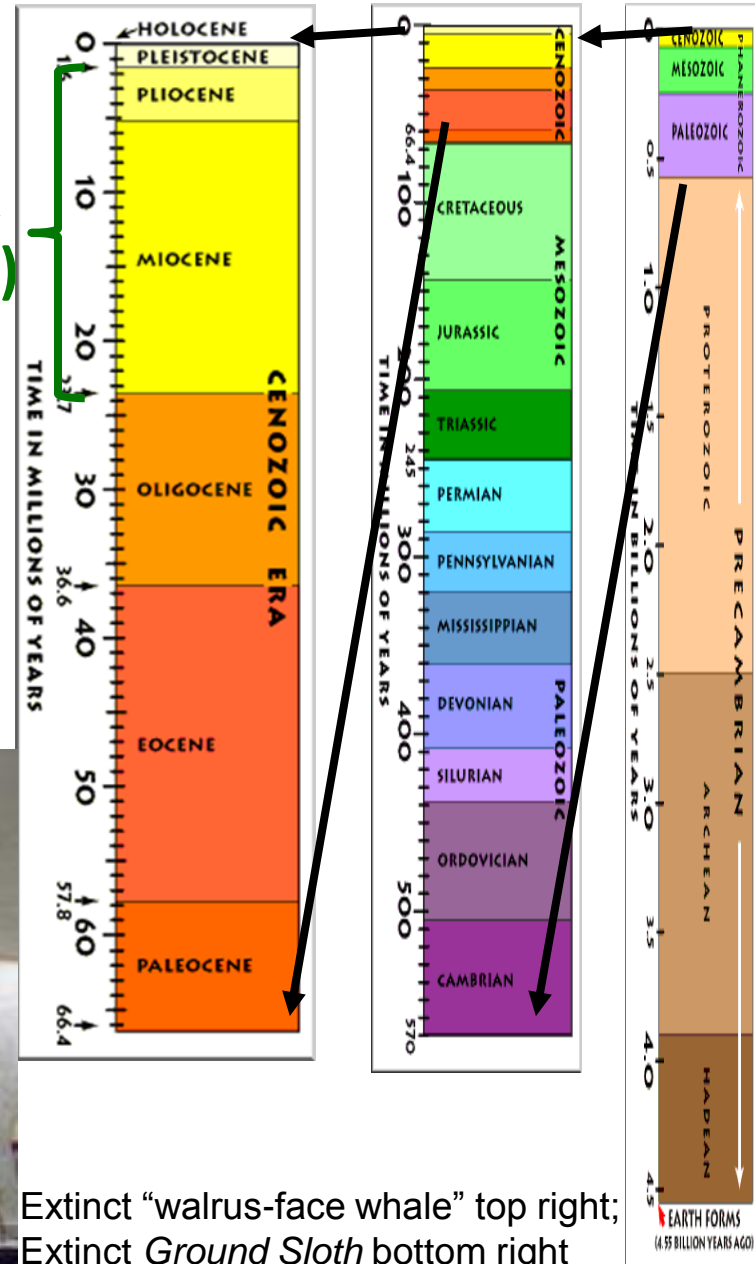 )
HOLOCENE
PLEISTOCENE
PLIOCENE
MIOCENE
OLIGOCENE
EOCENE
PALEOCENE
CENOZOIC ERA
0
10
20
30
36.6
40
50
57.8
60
66.4
TIME IN MILLIONS OF YEARS
0
66.4
100
245
300
400
500
570
CENOZOIC
CRETACEOUS
JURASSIC
TRIASSIC
MESOZOIC
PERMIAN
PENNSYLVANIAN
MISSISSIPPIAN
DEVONIAN
SILURIAN
ORDOVICIAN
CAMBRIAN
PALEOZOIC
CENOZOIC
MESOZOIC
PALEOZOIC
PHANEROZOIC
0.5
1.0
2.0
3.0
3.5
4.0
4.5
PROTEROZOIC
ARCHEAN
HADEAN
PRECAMBRIAN
EARTH FORMS
(4.55 BILLION YEARS AGO)
Extinct “walrus-face whale” top right;
Extinct Ground Sloth bottom right